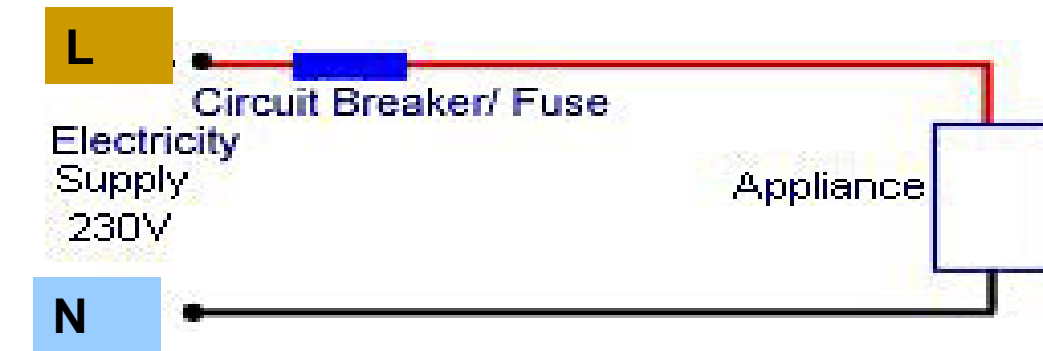 L
Circuit Breaker/ Fuse
Electricity
Supply
230V
Appliance
N